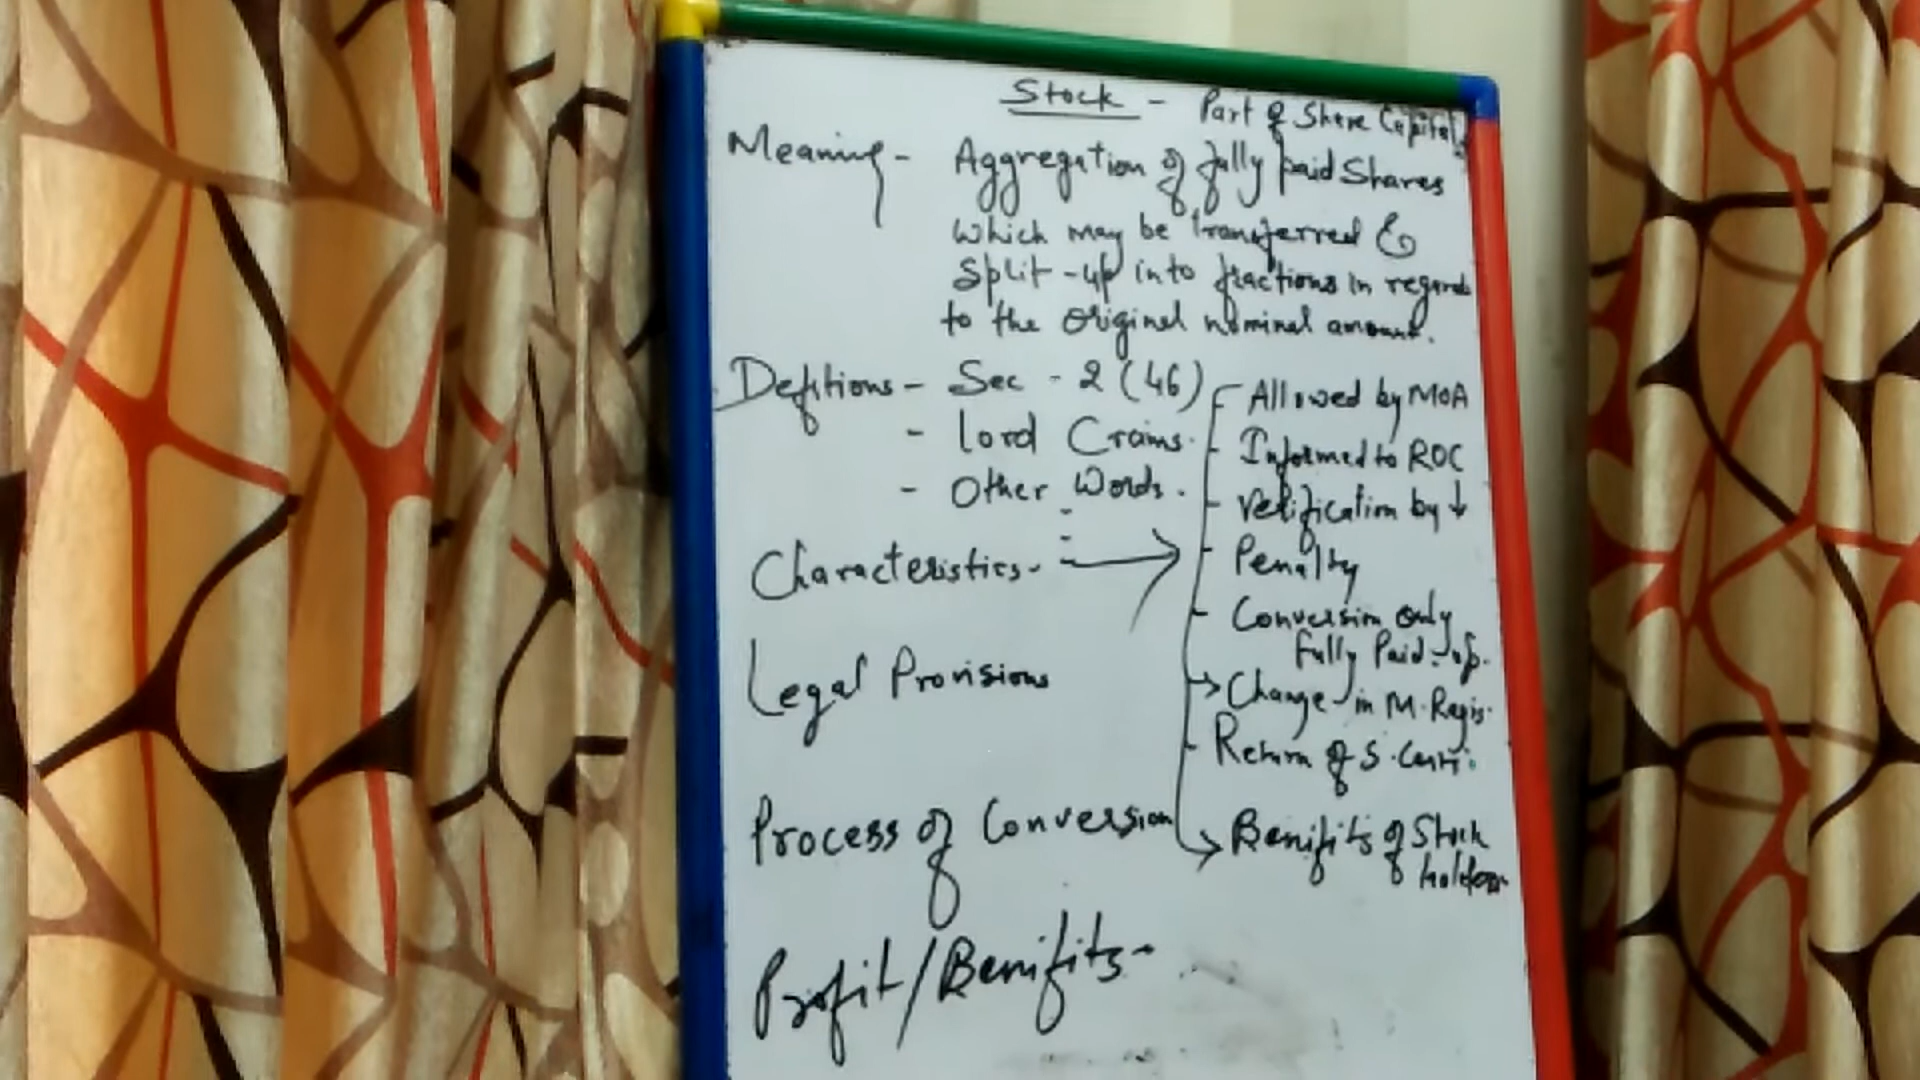 Stock - Part of Share Capital
Meaning - Aggregation of fully paid Shares
which may be transferred &
Split-up into fractions in regards
to the original nominal amount.
Defitions - Sec - 2 (46)
- Lord Crains.
- Other Words.
Characteristics.
Legal Provisions
Process of Conversion
Profit/Benifits-
- Allowed by MOA
- Informed to ROC
- Verification by ↓
- Penalty
- Conversion only
fully Paid-up.
→ Change in M. Regis.
- Return of S. Certi.
→ Benifits of Stock
holders